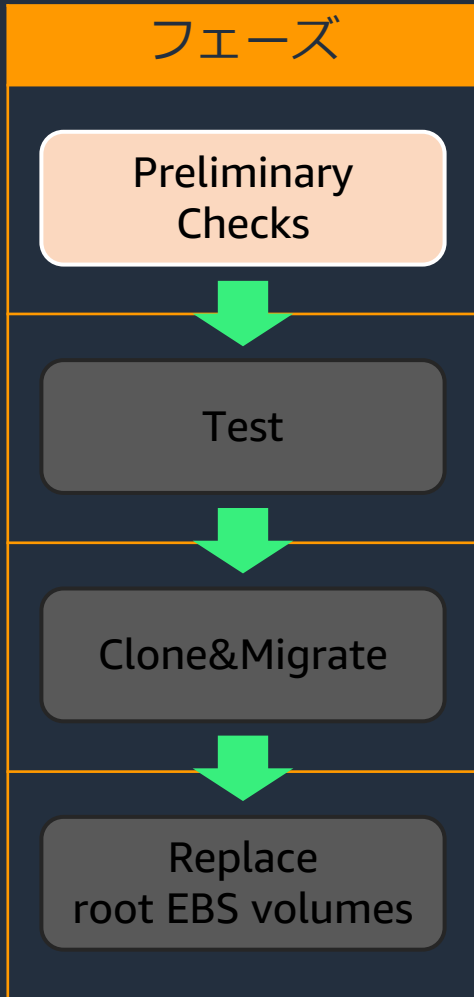 フェーズ
Preliminary
Checks
Test
Clone&Migrate
Replace
root EBS volumes